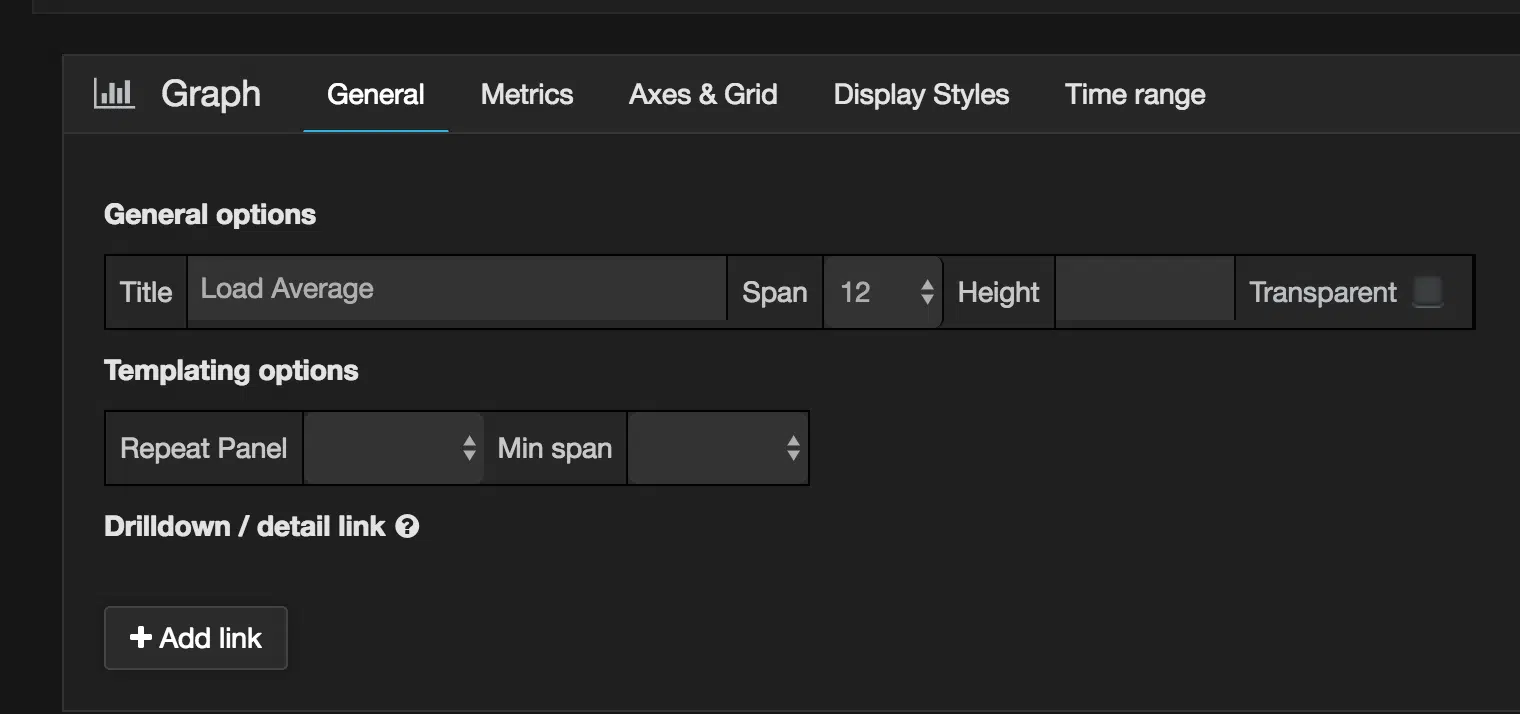 Graph General Metrics Axes & Grid Display Styles Time range
General options
Title Load Average Span 12 Height Transparent
Templating options
Repeat Panel Min span
Drilldown / detail link ?
+ Add link